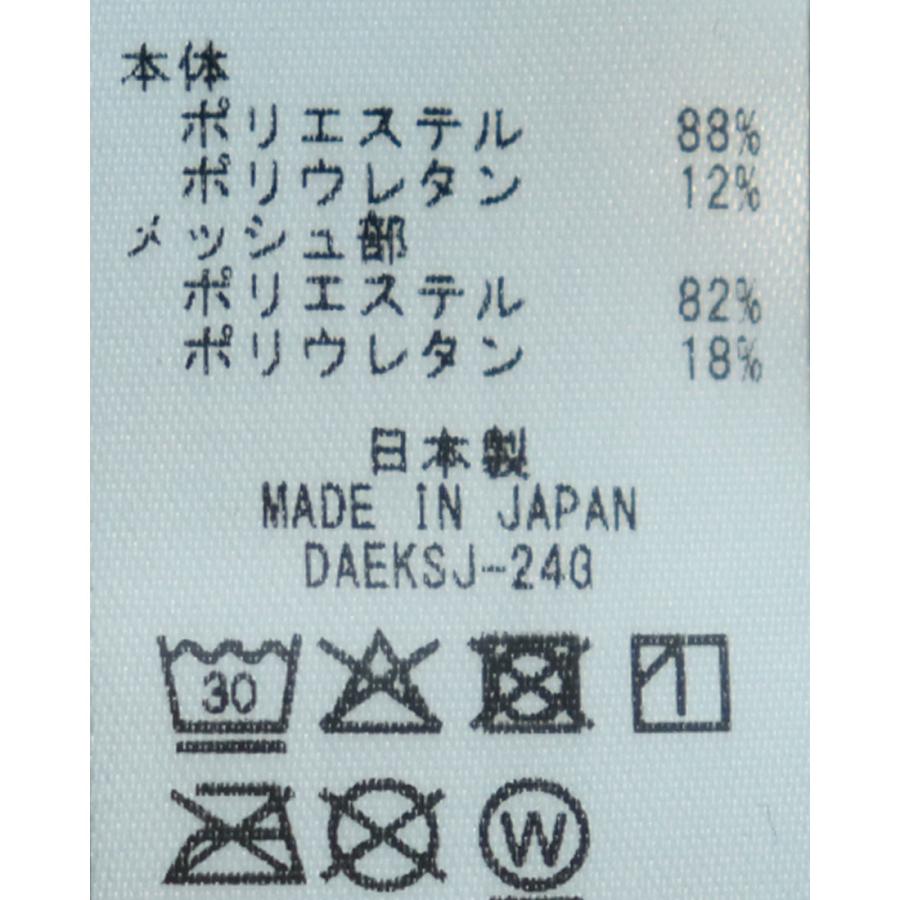 本体
ポリエステル 88%
ポリウレタン 12%
メッシュ部
ポリエステル 82%
ポリウレタン 18%
日本製
MADE IN JAPAN
DAEKSJ-24G
30
W